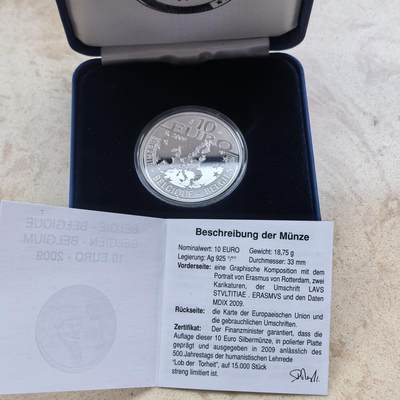 10
EURO
BELGIQUE - BELGIEN
BELGIË - BELGIQUE
BELGIEN - BELGIUM
10 EURO - 2009
Beschreibung der Münze
Nominalwert: 10 EURO Gewicht: 18,75 g
Legierung: Ag 925 ‰ Durchmesser: 33 mm
Vorderseite: eine Graphische Komposition mit dem
Portrait von Erasmus von Rotterdam, zwei
Karikaturen, der Umschrift LAVS
STVLTITIAE . ERASMVS und den Daten
MDIX 2009.
Rückseite: die Karte der Europaeischen Union und
die gebrauchlichen Umschriften.
Zertifikat: Der Finanzminister garantiert, dass die
Auflage dieser 10 Euro Silbermünze, in polierter Platte
geprägt und ausgegeben in 2009 anlässlich des
500.Jahrestags der humanistischen Lehrrede
"Lob der Torheit", auf 15.000 Stück
streng limitiert ist.